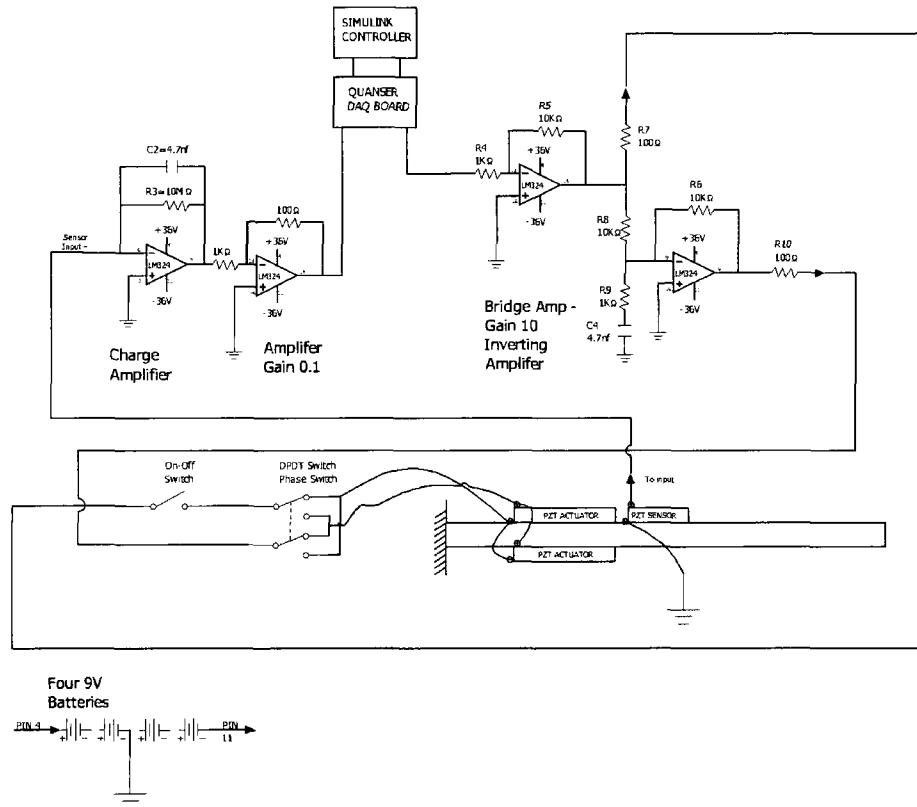 SIMULINK
CONTROLLER
QUANSER
DAQ BOARD
C2=4.7nf
R3=10MΩ
Sensor
Input -
+36V
LM324
-36V
Charge
Amplifier
1KΩ
100Ω
+36V
LM324
-36V
Amplifer
Gain 0.1
R4
1KΩ
R5
10KΩ
+36V
LM324
-36V
Bridge Amp -
Gain 10
Inverting
Amplifer
R7
100Ω
R8
10KΩ
R9
1KΩ
C4
4.7nf
R6
10KΩ
+36V
LM324
-36V
R10
100Ω
On-Off
Switch
DPDT Switch
Phase Switch
To input
PZT ACTUATOR
PZT SENSOR
PZT ACTUATOR
Four 9V
Batteries
PIN 4
+ - + - + - + -
PIN
11